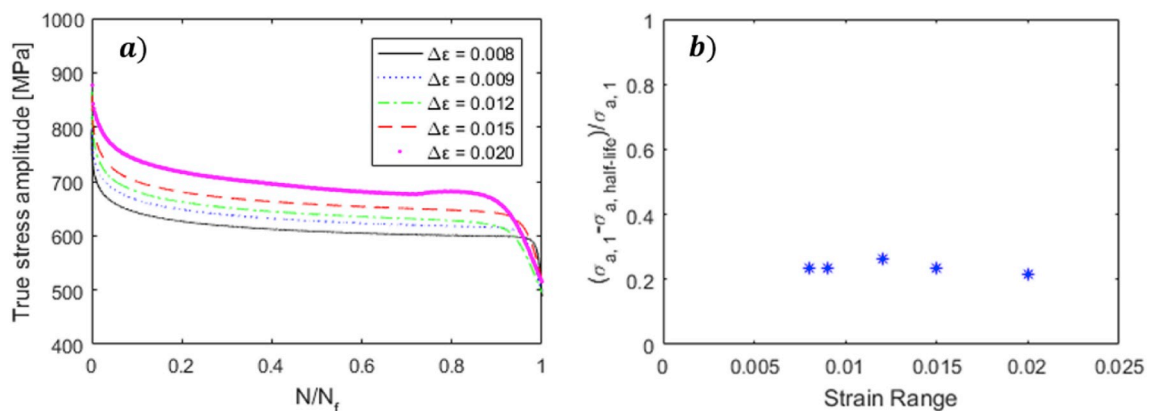 a)
True stress amplitude [MPa]
1000
900
800
700
600
500
400
0
0.2
0.4
0.6
0.8
1
N/N_f
Δε = 0.008
Δε = 0.009
Δε = 0.012
Δε = 0.015
Δε = 0.020
b)
(σ_a, 1-σ_a, half-life)/σ_a, 1
1
0.8
0.6
0.4
0.2
0
0
0.005
0.01
0.015
0.02
0.025
Strain Range